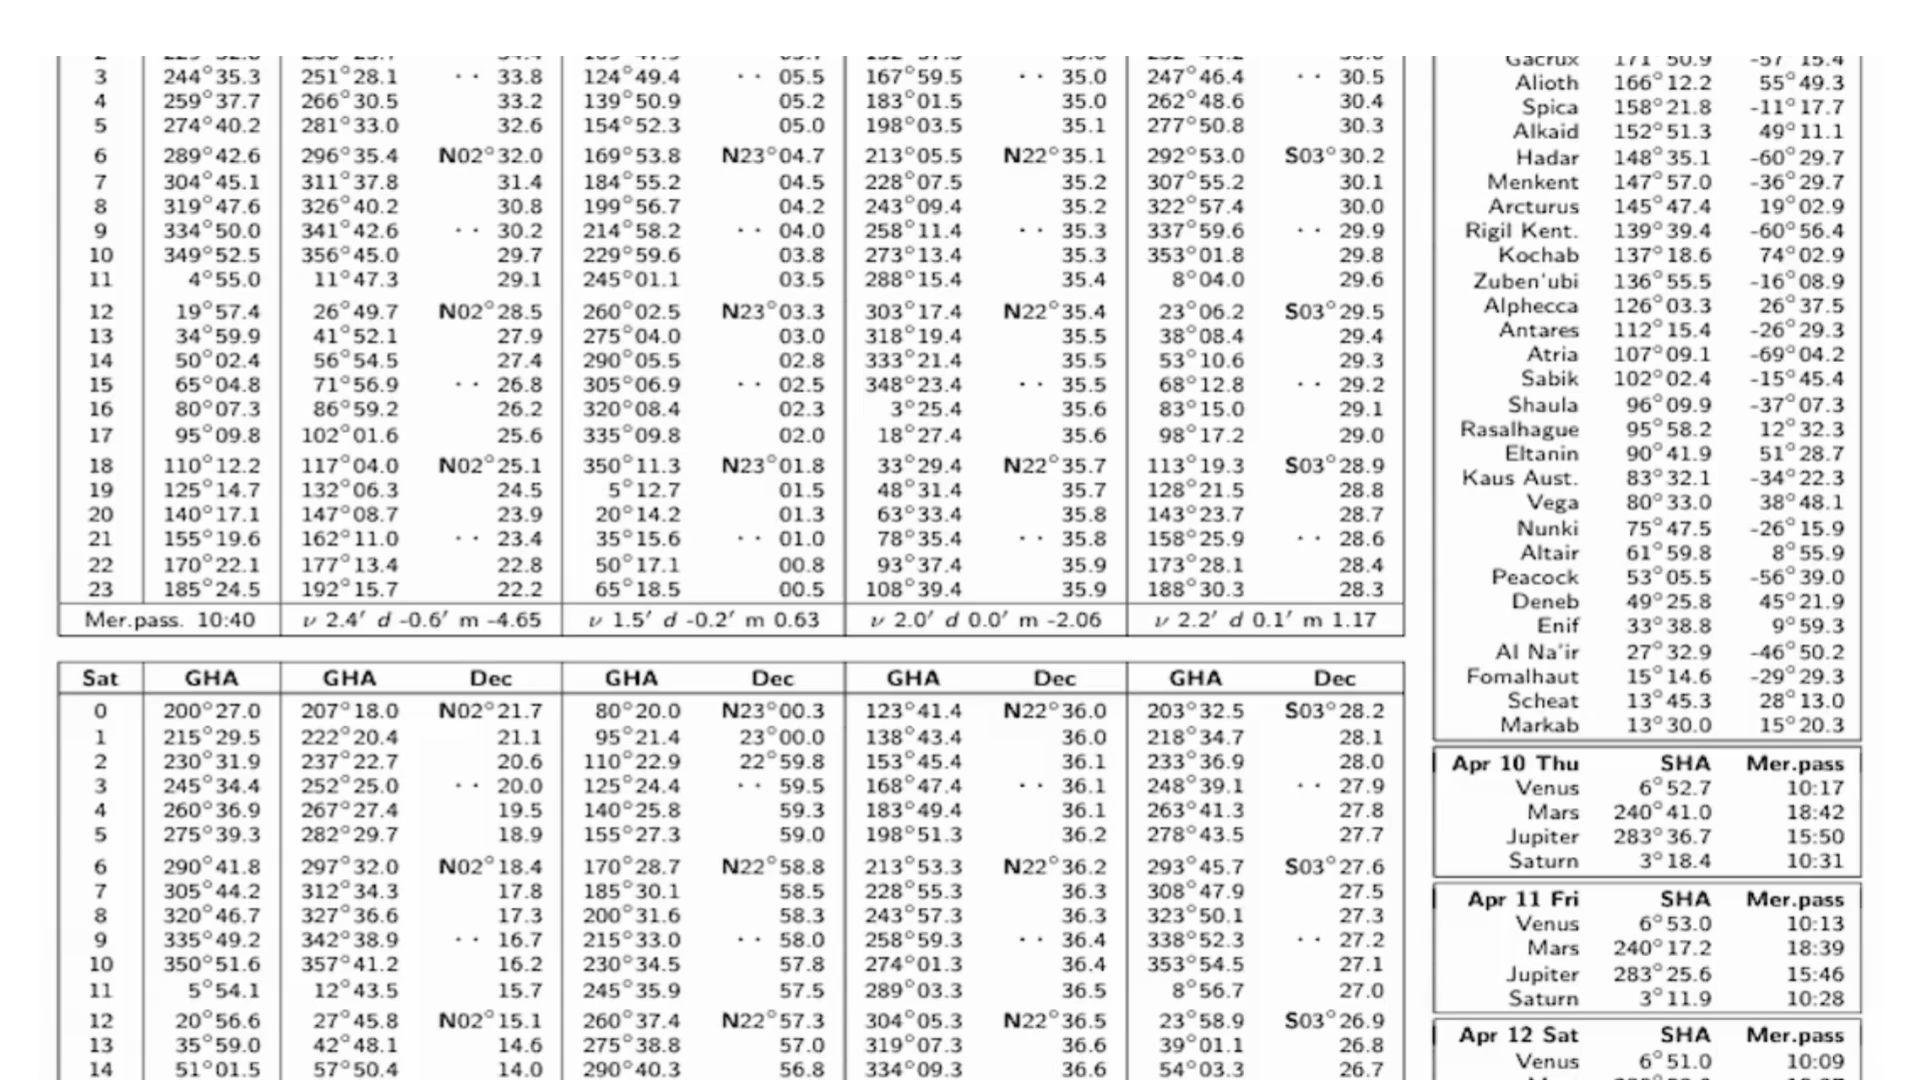 3 244°35.3 251°28.1 ·· 33.8 124°49.4 ·· 05.5 167°59.5 ·· 35.0 247°46.4 ·· 30.5
4 259°37.7 266°30.5 33.2 139°50.9 05.2 183°01.5 35.0 262°48.6 30.4
5 274°40.2 281°33.0 32.6 154°52.3 05.0 198°03.5 35.1 277°50.8 30.3
6 289°42.6 296°35.4 N02°32.0 169°53.8 N23°04.7 213°05.5 N22°35.1 292°53.0 S03°30.2
7 304°45.1 311°37.8 31.4 184°55.2 04.5 228°07.5 35.2 307°55.2 30.1
8 319°47.6 326°40.2 30.8 199°56.7 04.2 243°09.4 35.2 322°57.4 30.0
9 334°50.0 341°42.6 ·· 30.2 214°58.2 ·· 04.0 258°11.4 ·· 35.3 337°59.6 ·· 29.9
10 349°52.5 356°45.0 29.7 229°59.6 03.8 273°13.4 35.3 353°01.8 29.8
11 4°55.0 11°47.3 29.1 245°01.1 03.5 288°15.4 35.4 8°04.0 29.6
12 19°57.4 26°49.7 N02°28.5 260°02.5 N23°03.3 303°17.4 N22°35.4 23°06.2 S03°29.5
13 34°59.9 41°52.1 27.9 275°04.0 03.0 318°19.4 35.5 38°08.4 29.4
14 50°02.4 56°54.5 27.4 290°05.5 02.8 333°21.4 35.5 53°10.6 29.3
15 65°04.8 71°56.9 ·· 26.8 305°06.9 ·· 02.5 348°23.4 ·· 35.5 68°12.8 ·· 29.2
16 80°07.3 86°59.2 26.2 320°08.4 02.3 3°25.4 35.6 83°15.0 29.1
17 95°09.8 102°01.6 25.6 335°09.8 02.0 18°27.4 35.6 98°17.2 29.0
18 110°12.2 117°04.0 N02°25.1 350°11.3 N23°01.8 33°29.4 N22°35.7 113°19.3 S03°28.9
19 125°14.7 132°06.3 24.5 5°12.7 01.5 48°31.4 35.7 128°21.5 28.8
20 140°17.1 147°08.7 23.9 20°14.2 01.3 63°33.4 35.8 143°23.7 28.7
21 155°19.6 162°11.0 ·· 23.4 35°15.6 ·· 01.0 78°35.4 ·· 35.8 158°25.9 ·· 28.6
22 170°22.1 177°13.4 22.8 50°17.1 00.8 93°37.4 35.9 173°28.1 28.4
23 185°24.5 192°15.7 22.2 65°18.5 00.5 108°39.4 35.9 188°30.3 28.3
Mer.pass. 10:40 ν 2.4′ d -0.6′ m -4.65 ν 1.5′ d -0.2′ m 0.63 ν 2.0′ d 0.0′ m -2.06 ν 2.2′ d 0.1′ m 1.17
Sat GHA GHA Dec GHA Dec GHA Dec GHA Dec
0 200°27.0 207°18.0 N02°21.7 80°20.0 N23°00.3 123°41.4 N22°36.0 203°32.5 S03°28.2
1 215°29.5 222°20.4 21.1 95°21.4 23°00.0 138°43.4 36.0 218°34.7 28.1
2 230°31.9 237°22.7 20.6 110°22.9 22°59.8 153°45.4 36.1 233°36.9 28.0
3 245°34.4 252°25.0 ·· 20.0 125°24.4 ·· 59.5 168°47.4 ·· 36.1 248°39.1 ·· 27.9
4 260°36.9 267°27.4 19.5 140°25.8 59.3 183°49.4 36.1 263°41.3 27.8
5 275°39.3 282°29.7 18.9 155°27.3 59.0 198°51.3 36.2 278°43.5 27.7
6 290°41.8 297°32.0 N02°18.4 170°28.7 N22°58.8 213°53.3 N22°36.2 293°45.7 S03°27.6
7 305°44.2 312°34.3 17.8 185°30.1 58.5 228°55.3 36.3 308°47.9 27.5
8 320°46.7 327°36.6 17.3 200°31.6 58.3 243°57.3 36.3 323°50.1 27.3
9 335°49.2 342°38.9 ·· 16.7 215°33.0 ·· 58.0 258°59.3 ·· 36.4 338°52.3 ·· 27.2
10 350°51.6 357°41.2 16.2 230°34.5 57.8 274°01.3 36.4 353°54.5 27.1
11 5°54.1 12°43.5 15.7 245°35.9 57.5 289°03.3 36.5 8°56.7 27.0
12 20°56.6 27°45.8 N02°15.1 260°37.4 N22°57.3 304°05.3 N22°36.5 23°58.9 S03°26.9
13 35°59.0 42°48.1 14.6 275°38.8 57.0 319°07.3 36.6 39°01.1 26.8
14 51°01.5 57°50.4 14.0 290°40.3 56.8 334°09.3 36.6 54°03.3 26.7
Gacrux 171°50.9 -57°15.4
Alioth 166°12.2 55°49.3
Spica 158°21.8 -11°17.7
Alkaid 152°51.3 49°11.1
Hadar 148°35.1 -60°29.7
Menkent 147°57.0 -36°29.7
Arcturus 145°47.4 19°02.9
Rigil Kent. 139°39.4 -60°56.4
Kochab 137°18.6 74°02.9
Zuben'ubi 136°55.5 -16°08.9
Alphecca 126°03.3 26°37.5
Antares 112°15.4 -26°29.3
Atria 107°09.1 -69°04.2
Sabik 102°02.4 -15°45.4
Shaula 96°09.9 -37°07.3
Rasalhague 95°58.2 12°32.3
Eltanin 90°41.9 51°28.7
Kaus Aust. 83°32.1 -34°22.3
Vega 80°33.0 38°48.1
Nunki 75°47.5 -26°15.9
Altair 61°59.8 8°55.9
Peacock 53°05.5 -56°39.0
Deneb 49°25.8 45°21.9
Enif 33°38.8 9°59.3
Al Na'ir 27°32.9 -46°50.2
Fomalhaut 15°14.6 -29°29.3
Scheat 13°45.3 28°13.0
Markab 13°30.0 15°20.3
Apr 10 Thu SHA Mer.pass
Venus 6°52.7 10:17
Mars 240°41.0 18:42
Jupiter 283°36.7 15:50
Saturn 3°18.4 10:31
Apr 11 Fri SHA Mer.pass
Venus 6°53.0 10:13
Mars 240°17.2 18:39
Jupiter 283°25.6 15:46
Saturn 3°11.9 10:28
Apr 12 Sat SHA Mer.pass
Venus 6°51.0 10:09